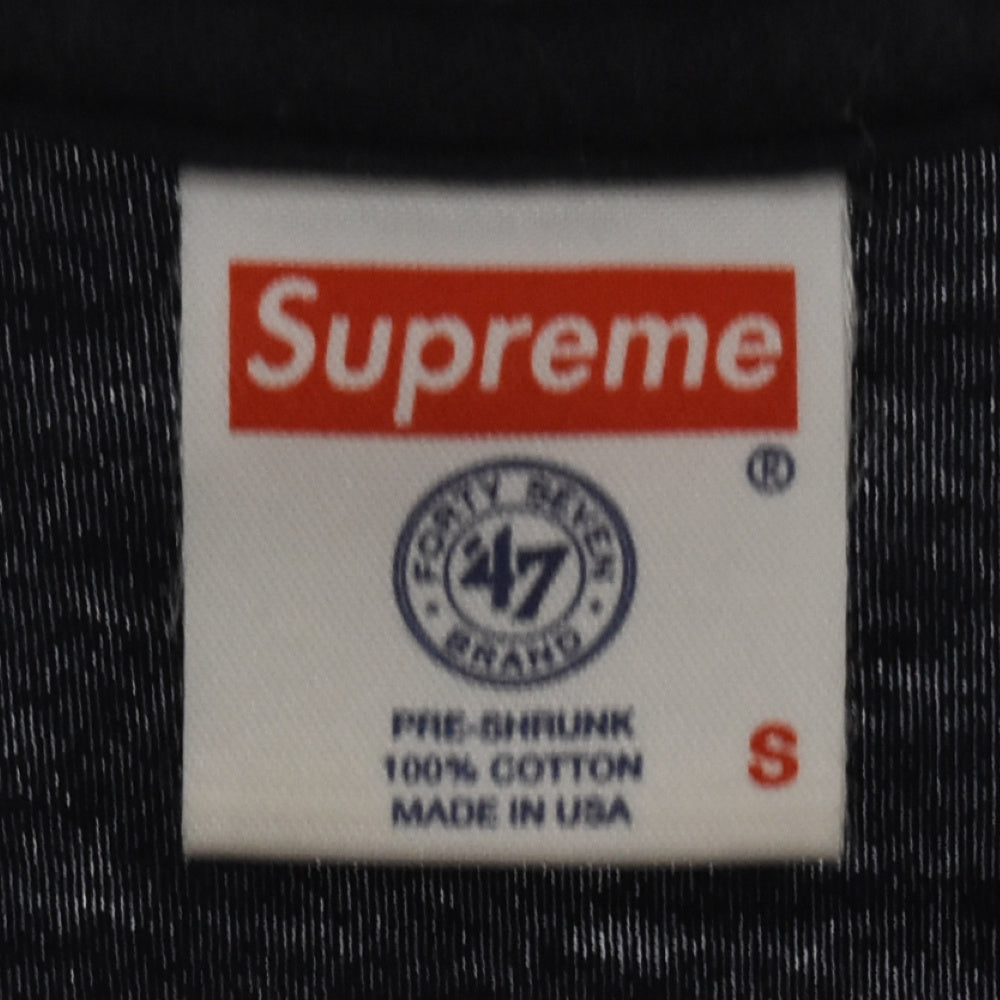 Supreme
®
FORTY SEVEN
'47
BRAND
PRE-SHRUNK
100% COTTON
MADE IN USA
S